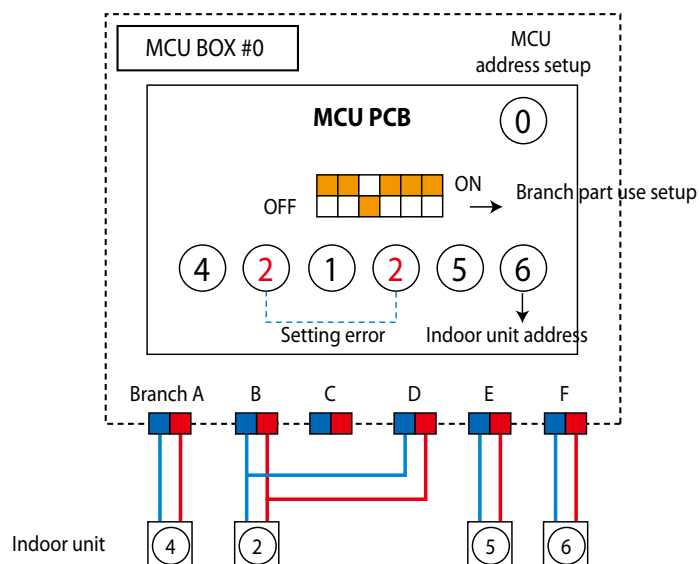 MCU BOX #0
MCU
address setup
MCU PCB
0
ON
OFF
Branch part use setup
4 2 1 2 5 6
Setting error
Indoor unit address
Branch A B C D E F
Indoor unit
4 2 5 6